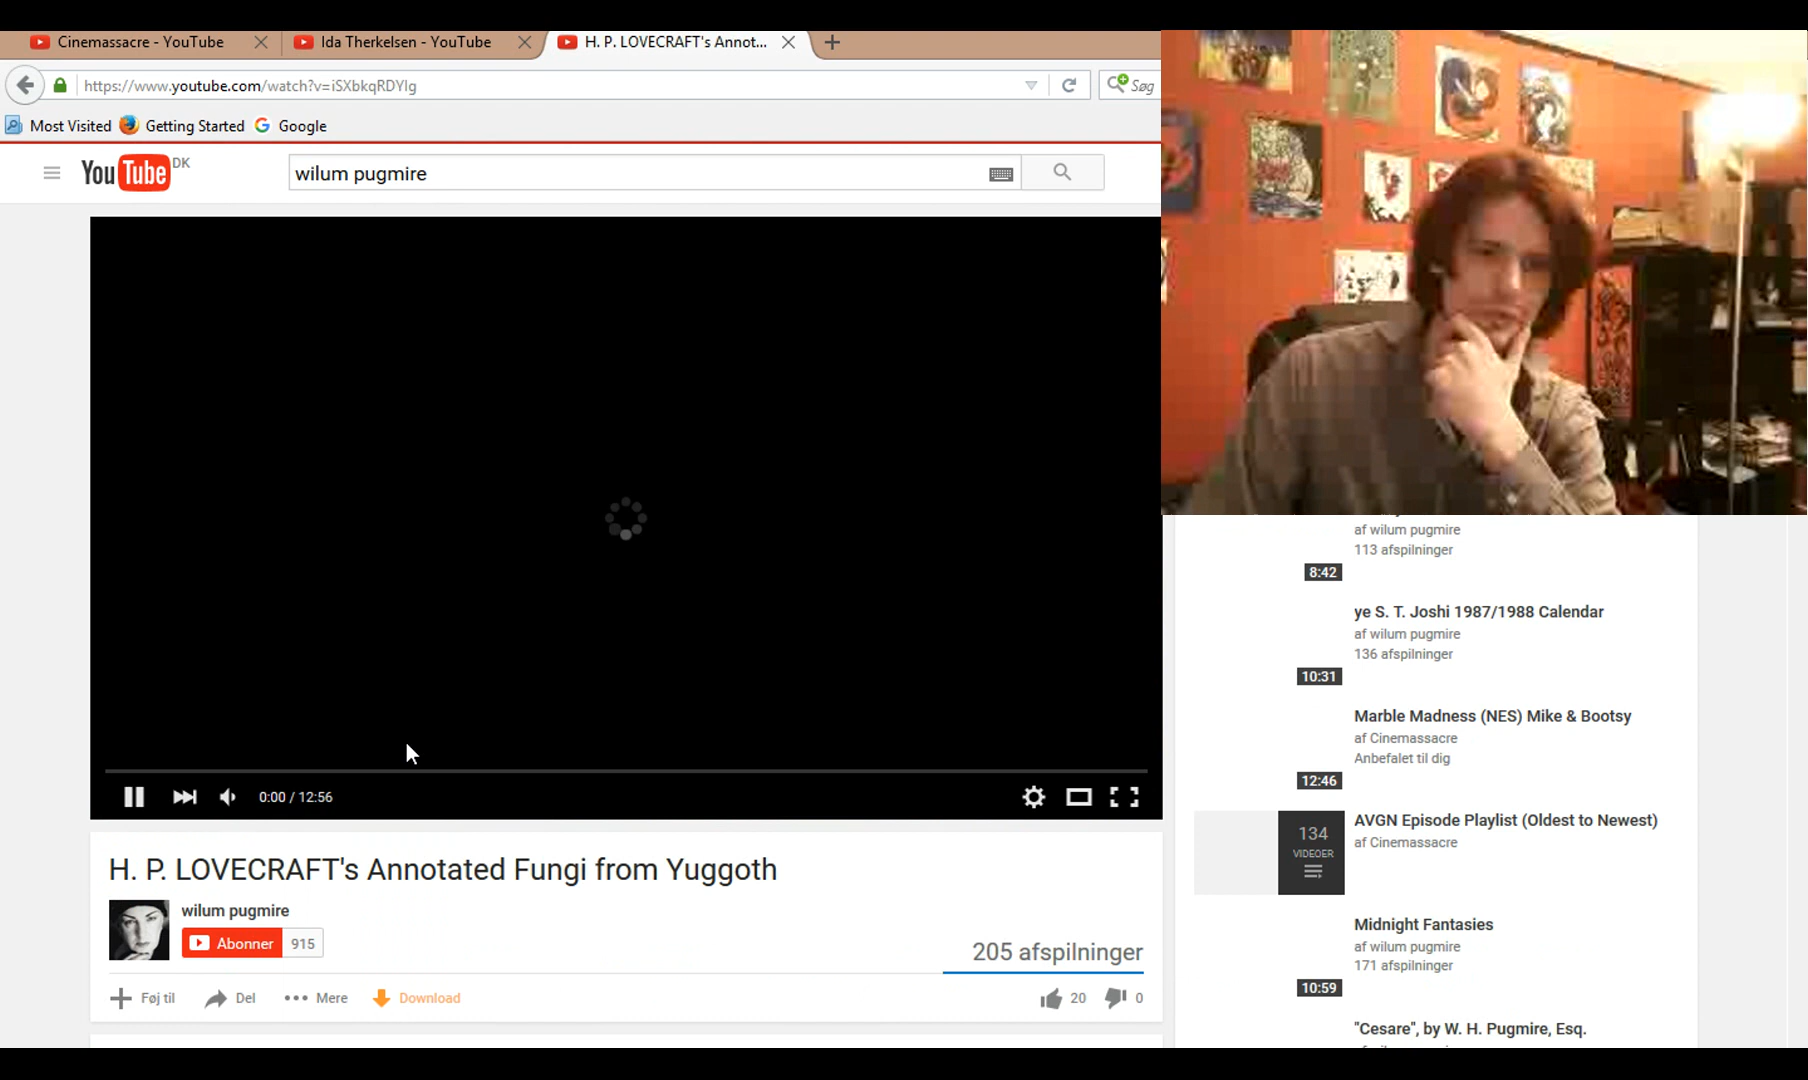 Cinemassacre - YouTube
Ida Therkelsen - YouTube
H. P. LOVECRAFT's Annot...
https://www.youtube.com/watch?v=iSXbkqRDYlg
Søg
Most Visited
Getting Started
Google
YouTube DK
wilum pugmire
0:00 / 12:56
H. P. LOVECRAFT's Annotated Fungi from Yuggoth
wilum pugmire
Abonner 915
205 afspilninger
Føj til
Del
Mere
Download
20
0
af wilum pugmire
113 afspilninger
8:42
ye S. T. Joshi 1987/1988 Calendar
af wilum pugmire
136 afspilninger
10:31
Marble Madness (NES) Mike & Bootsy
af Cinemassacre
Anbefalet til dig
12:46
AVGN Episode Playlist (Oldest to Newest)
af Cinemassacre
134
VIDEOER
Midnight Fantasies
af wilum pugmire
171 afspilninger
10:59
"Cesare", by W. H. Pugmire, Esq.